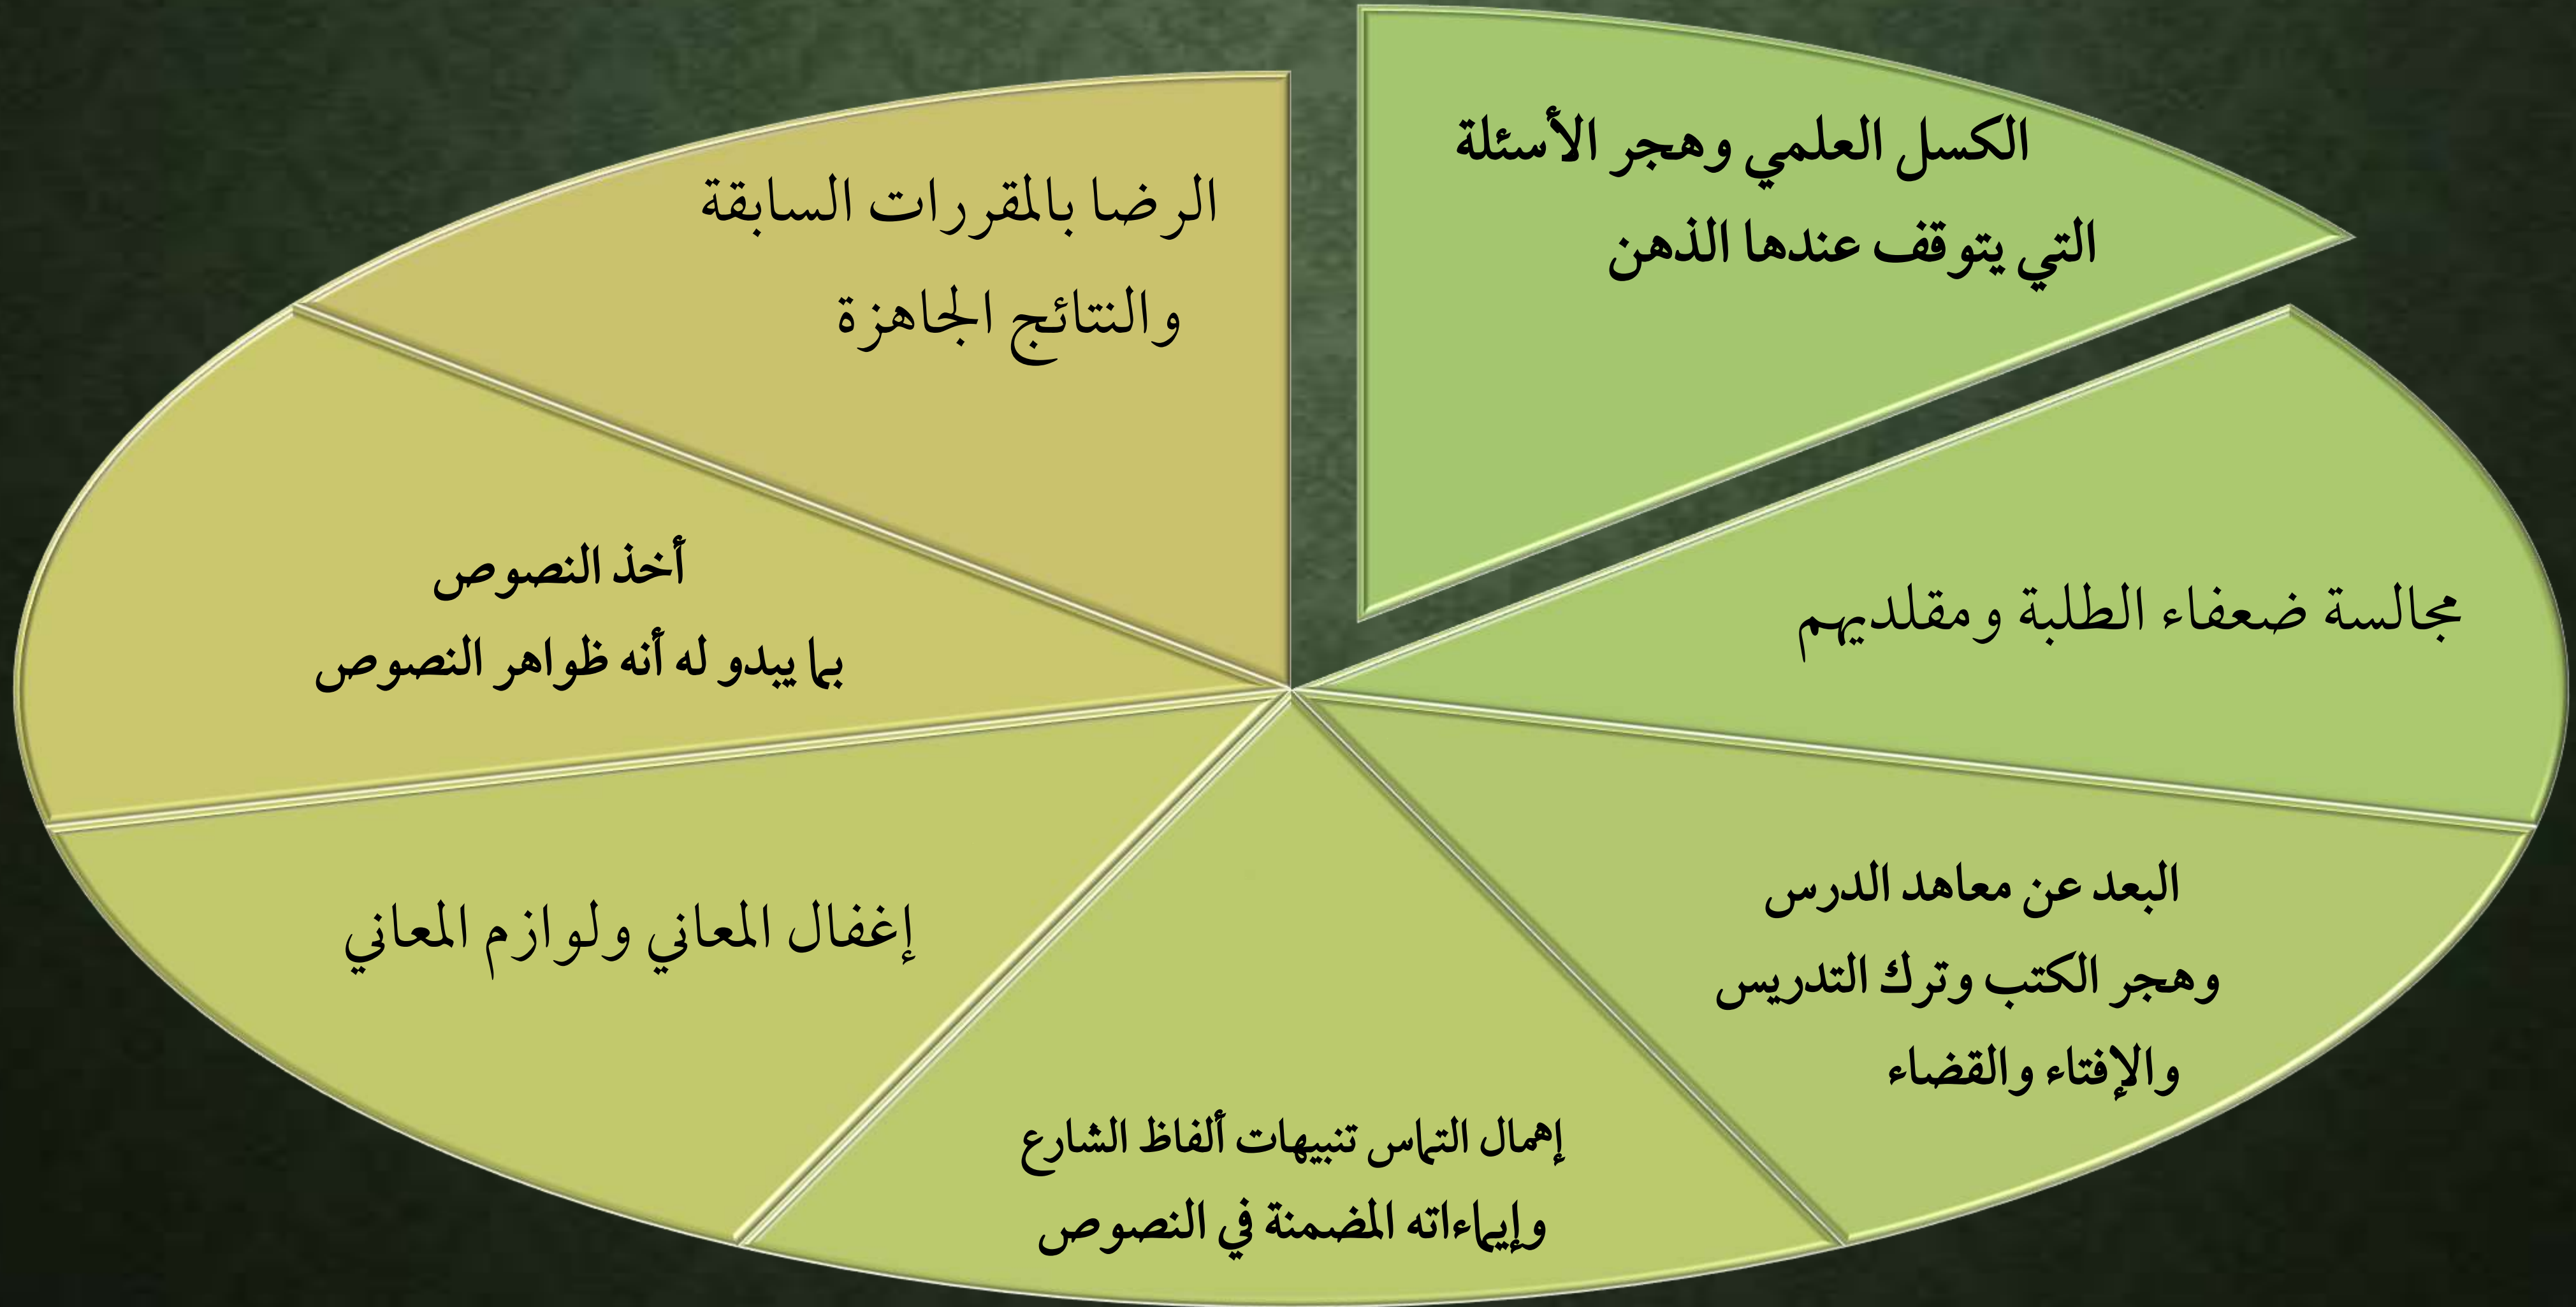 الكسل العلمي وهجر الأسئلة
التي يتوقف عندها الذهن
مجالسة ضعفاء الطلبة ومقلديهم
البعد عن معاهد الدرس
وهجر الكتب وترك التدريس
والإفتاء والقضاء
إهمال التماس تنبيهات ألفاظ الشارع
وإيماءاته المضمنة في النصوص
إغفال المعاني ولوازم المعاني
أخذ النصوص
بما يبدو له أنه ظواهر النصوص
الرضا بالمقررات السابقة
والنتائج الجاهزة